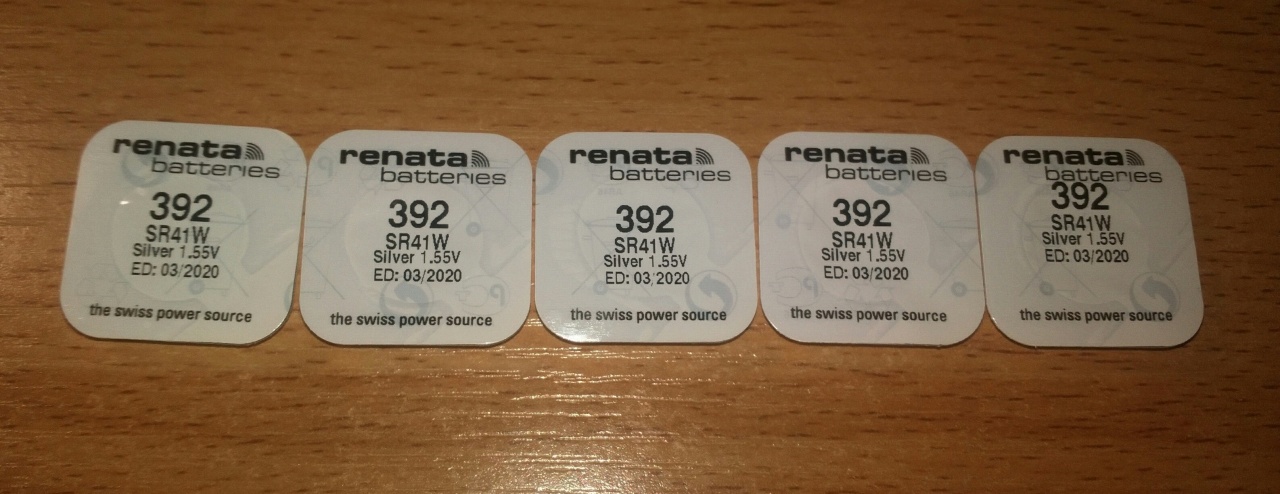 renata
batteries
392
SR41W
Silver 1.55V
ED: 03/2020
the swiss power source
renata
batteries
392
SR41W
Silver 1.55V
ED: 03/2020
the swiss power source
renata
batteries
392
SR41W
Silver 1.55V
ED: 03/2020
the swiss power source
renata
batteries
392
SR41W
Silver 1.55V
ED: 03/2020
the swiss power source
renata
batteries
392
SR41W
Silver 1.55V
ED: 03/2020
the swiss power source